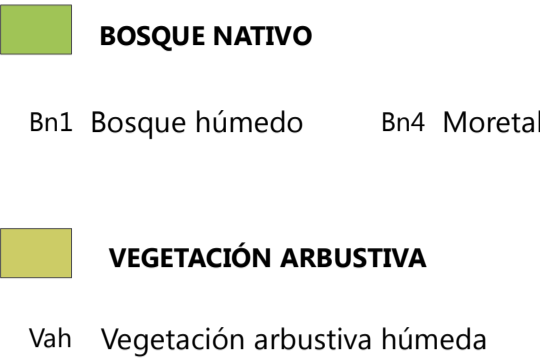 BOSQUE NATIVO
Bn1 Bosque húmedo Bn4 Moretal
VEGETACIÓN ARBUSTIVA
Vah Vegetación arbustiva húmeda